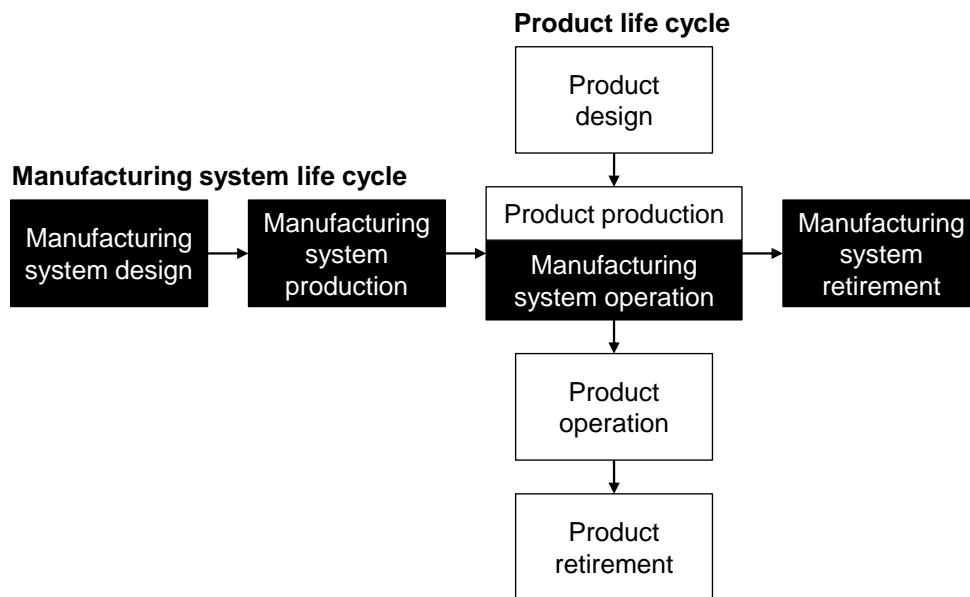 Product life cycle
Product
design
Manufacturing system life cycle
Manufacturing
system design
Manufacturing
system
production
Product production
Manufacturing
system operation
Manufacturing
system
retirement
Product
operation
Product
retirement